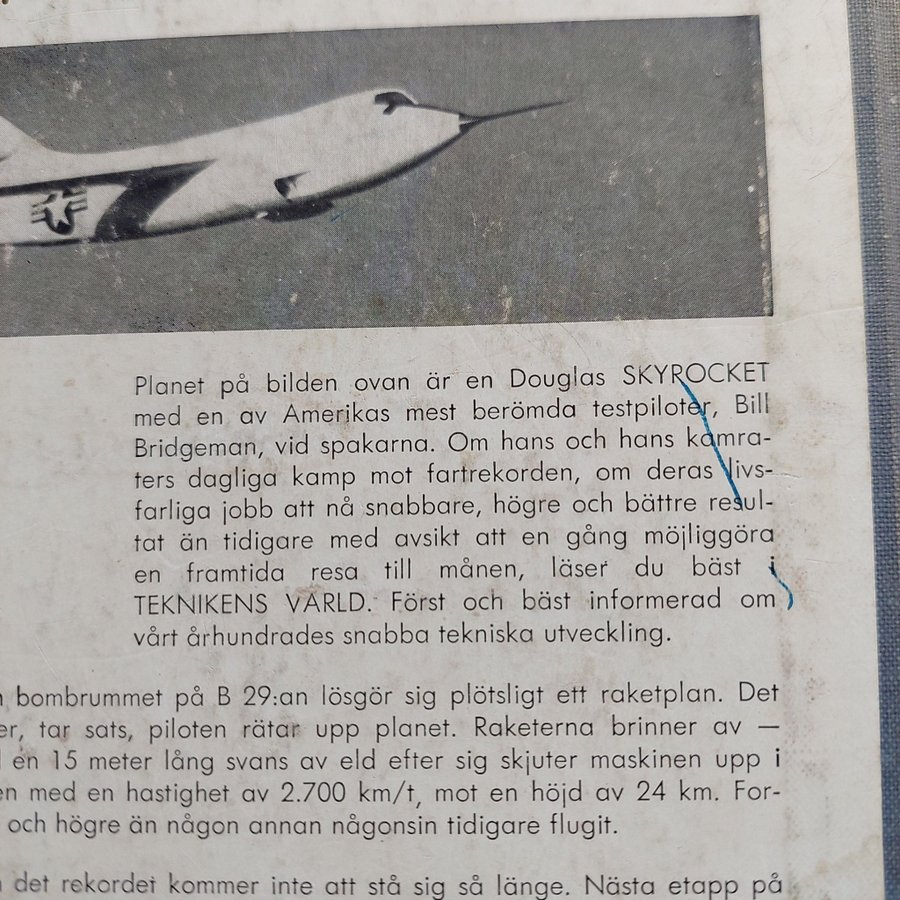 Planet på bilden ovan är en Douglas SKYROCKET
med en av Amerikas mest berömda testpiloter, Bill
Bridgeman, vid spakarna. Om hans och hans kamra-
ters dagliga kamp mot fartrekorden, om deras livs-
farliga jobb att nå snabbare, högre och bättre resul-
tat än tidigare med avsikt att en gång möjliggöra
en framtida resa till månen, läser du bäst i
TEKNIKENS VÄRLD. Först och bäst informerad om
vårt århundrades snabba tekniska utveckling.
bombrummet på B 29:an lösgör sig plötsligt ett raketplan. Det
tar sats, piloten rätar upp planet. Raketerna brinner av —
en 15 meter lång svans av eld efter sig skjuter maskinen upp i
med en hastighet av 2.700 km/t, mot en höjd av 24 km. For-
och högre än någon annan någonsin tidigare flugit.
det rekordet kommer inte att stå sig så länge. Nästa etapp på